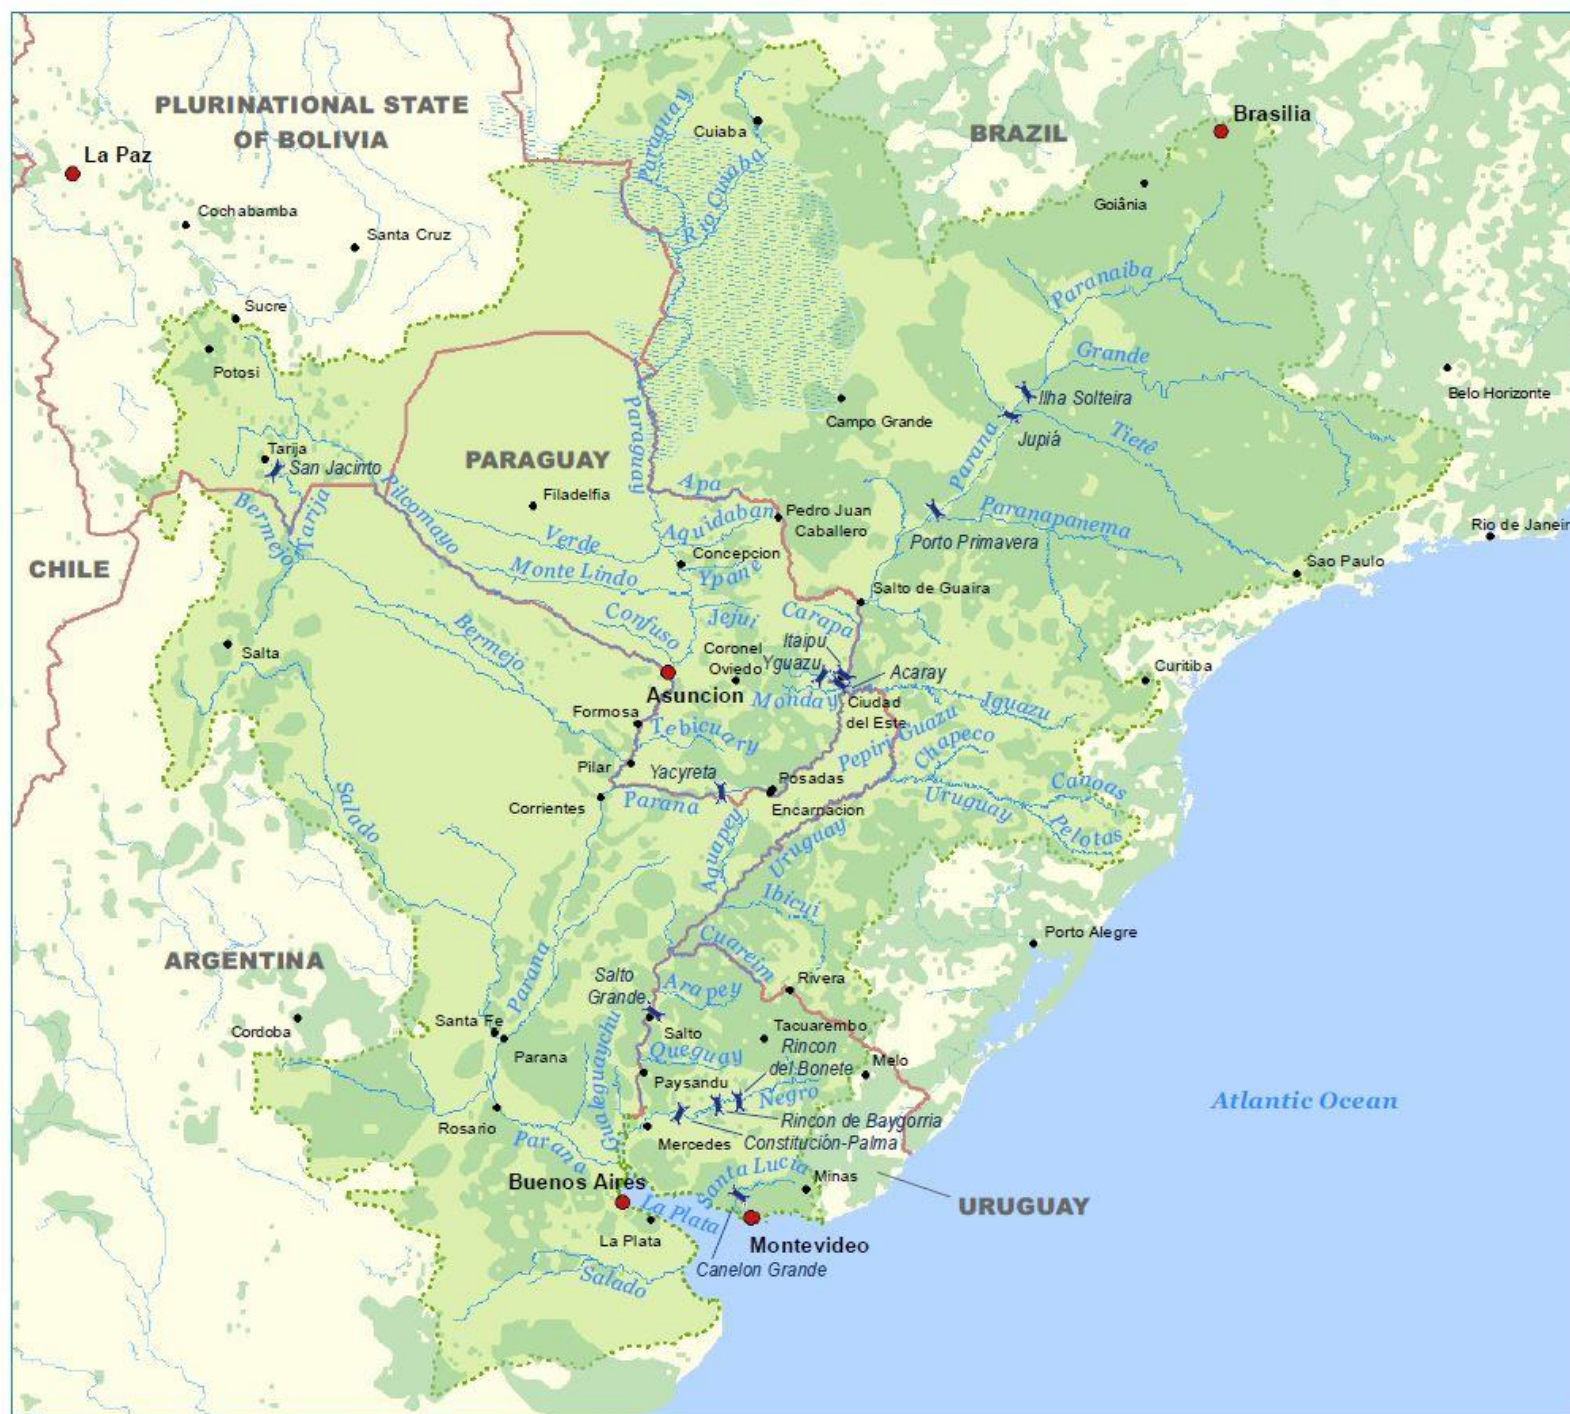 PLURINATIONAL STATE
OF BOLIVIA
La Paz
Cochabamba
Santa Cruz
Sucre
Potosi
Paraguay
Cuiaba
Rio Cuiaba
BRAZIL
Brasilia
Goiânia
Paranaiba
Grande
Ilha Solteira
Jupiá
Tietê
Belo Horizonte
Campo Grande
Parana
Tarija
San Jacinto
PARAGUAY
Paraguay
Filadelfia
Apa
Pedro Juan
Caballero
Aquidaban
Paranapanema
Porto Primavera
Rio de Janeir
Sao Paulo
Bermejo
Tarija
Pilcomayo
Verde
Monte Lindo
Concepcion
Ypane
CHILE
Salto de Guaira
Confuso
Jejui
Carapa
Itaipu
Yguazu
Acaray
Coronel
Oviedo
Bermejo
Salta
Asuncion
Monday
Ciudad
del Este
Iguazu
Curitiba
Formosa
Tebicuary
Pepiri Guazu
Chapeco
Pilar
Yacyreta
Posadas
Encarnacion
Corrientes
Parana
Canoas
Uruguay
Pelotas
Salado
Aguapey
Uruguay
Ibicui
ARGENTINA
Cuareim
Porto Alegre
Parana
Salto
Grande
Arapey
Rivera
Cordoba
Santa Fe
Parana
Salto
Tacuarembo
Rincon
del Bonete
Queguay
Melo
Gualeguaychu
Paysandu
Negro
Rincon de Baygorria
Constitución-Palma
Atlantic Ocean
Rosario
Parana
Mercedes
Santa Lucia
Minas
Buenos Aires
La Plata
La Plata
URUGUAY
Montevideo
Canelon Grande
Salado